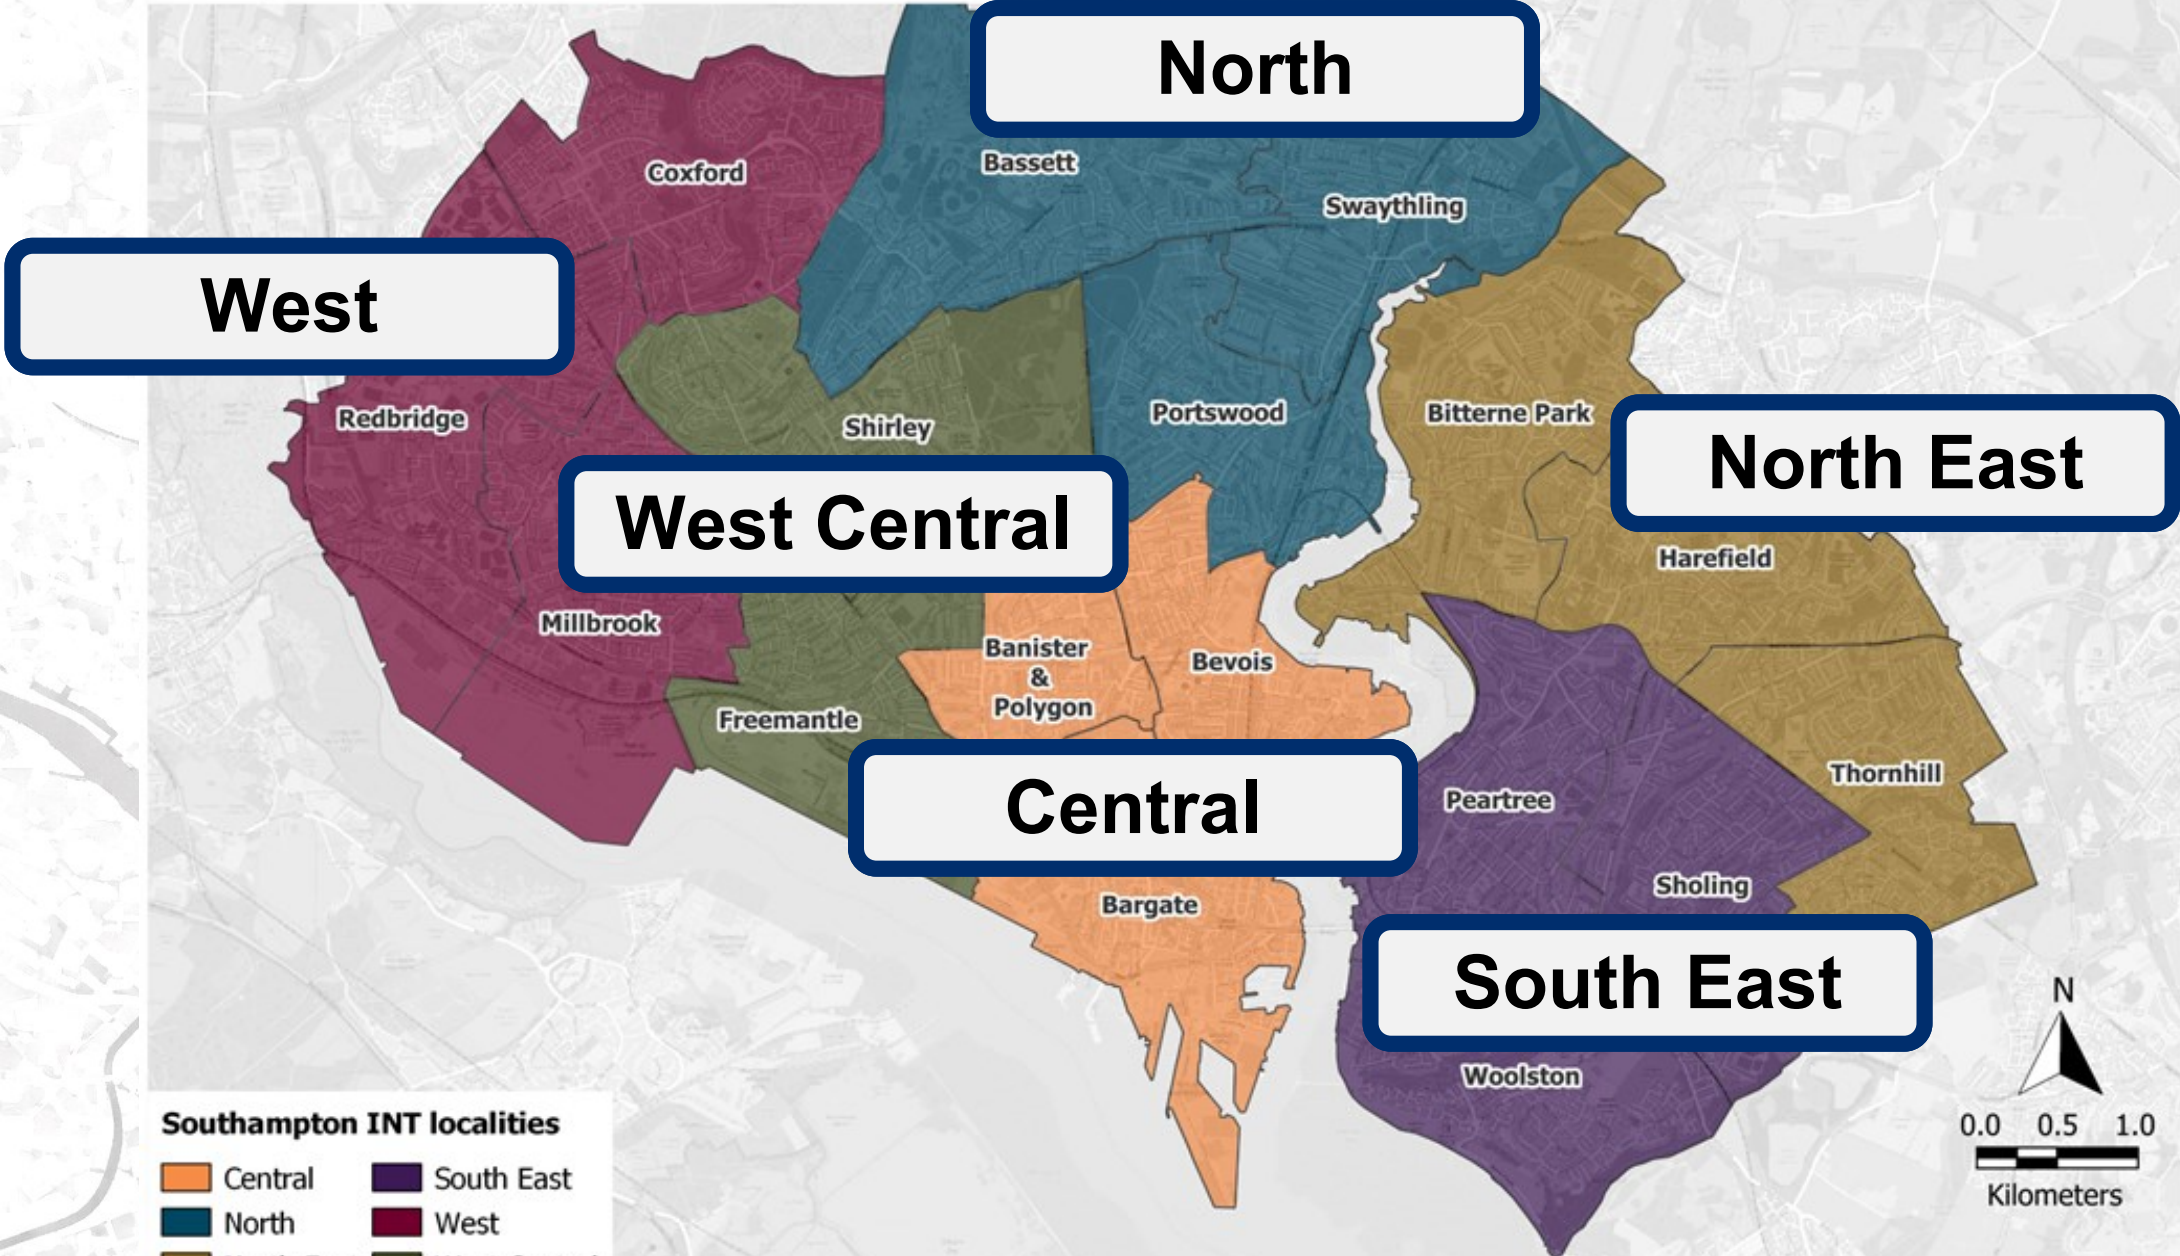 North
Coxford
Bassett
Swaythling
West
Redbridge
Shirley
Portswood
Bitterne Park
North East
West Central
Harefield
Millbrook
Banister
&
Polygon
Bevois
Freemantle
Central
Peartree
Thornhill
Sholing
Bargate
South East
Woolston
N
0.0 0.5 1.0
Kilometers
Southampton INT localities
Central
South East
North
West